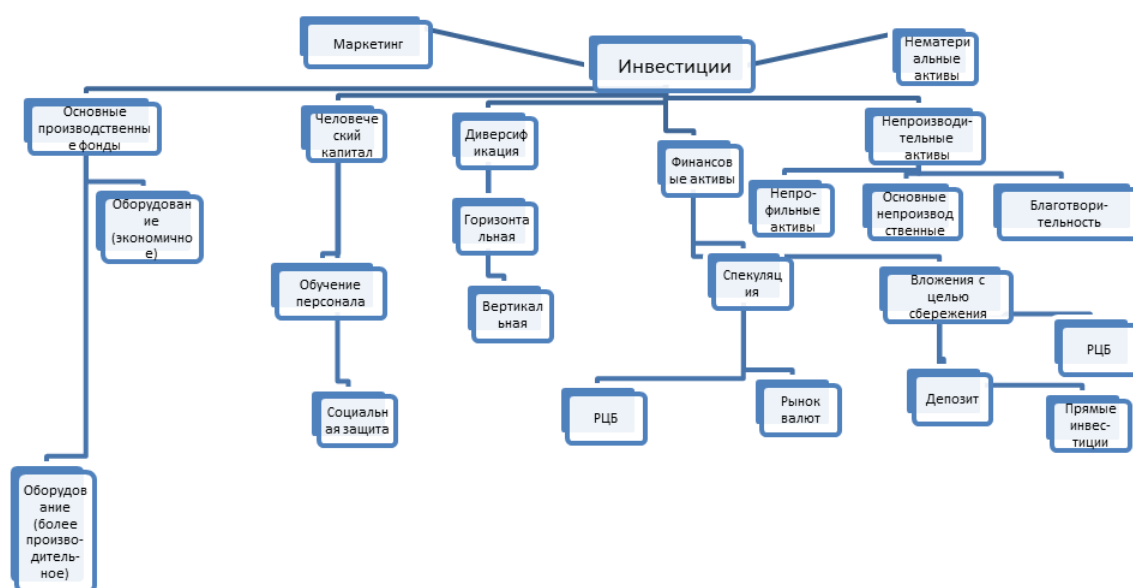 Маркетинг
Инвестиции
Нематери
альные
активы
Основные
производственны
е фонды
Человече
ский
капитал
Диверсиф
икация
Финансов
ые активы
Непроизводи-
тельные
активы
Оборудован
ие
(экономично
е)
Горизонта
льная
Непро-
фильные
активы
Основные
непроизвод
ственные
Благотвори-
тельность
Обучение
персонала
Вертикал
ьная
Спекуляц
ия
Вложения с
целью
сбережения
РЦБ
Социальн
ая защита
РЦБ
Рынок
валют
Депозит
Прямые
инвес-
тиции
Оборудов
ание
(более
произво-
дитель-
ное)